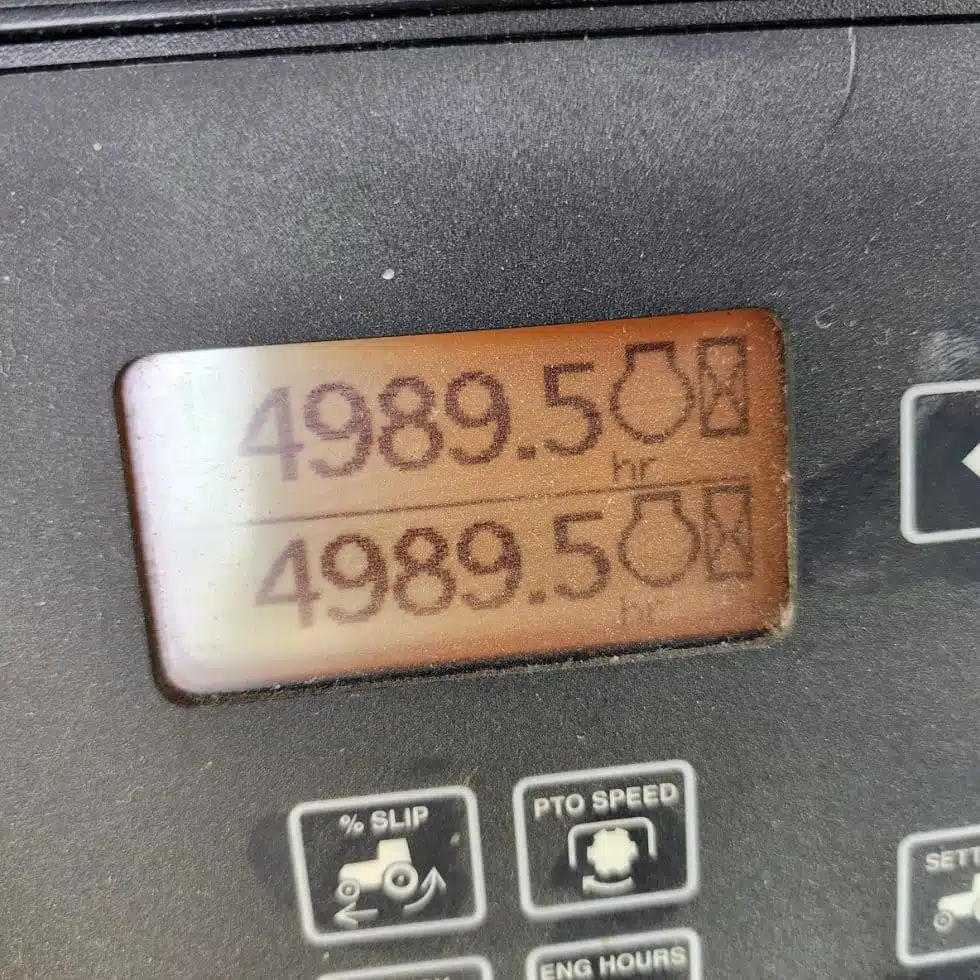 4989.5
hr
4989.5
hr
% SLIP
PTO SPEED
ENG HOURS